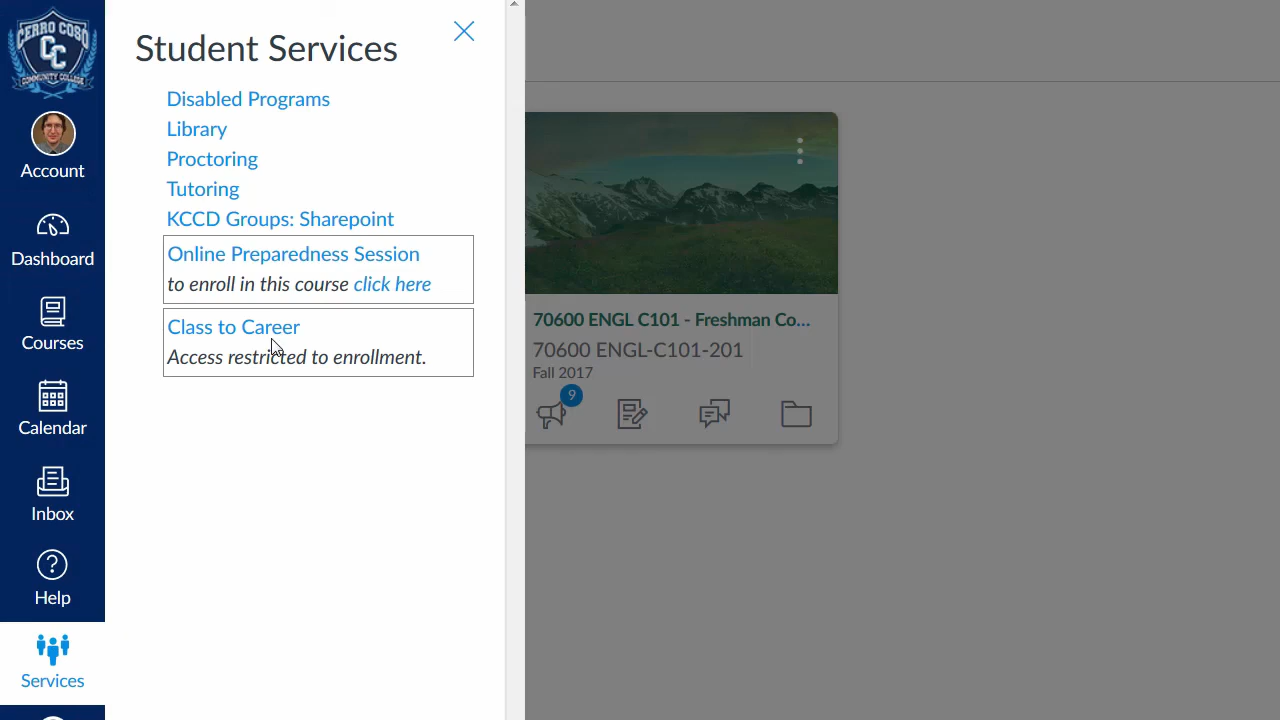 CERRO COSO
CC
COMMUNITY COLLEGE
Account
Dashboard
Courses
Calendar
Inbox
Help
Services
Student Services
Disabled Programs
Library
Proctoring
Tutoring
KCCD Groups: Sharepoint
Online Preparedness Session
to enroll in this course click here
Class to Career
Access restricted to enrollment.
70600 ENGL C101 - Freshman Co...
70600 ENGL-C101-201
Fall 2017
9